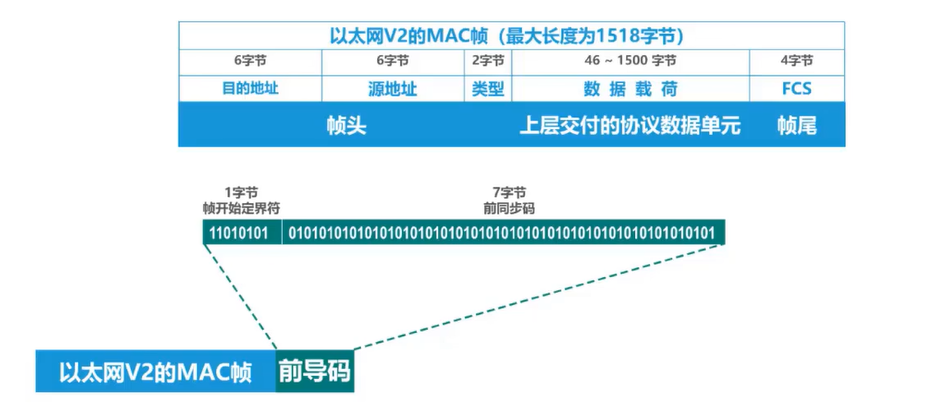 以太网V2的MAC帧（最大长度为1518字节）
6字节 6字节 2字节 46 ~ 1500 字节 4字节
目的地址 源地址 类型 数 据 载 荷 FCS
帧头 上层交付的协议数据单元 帧尾
1字节 7字节
帧开始定界符 前同步码
11010101 01010101010101010101010101010101010101010101010101010101
以太网V2的MAC帧 前导码